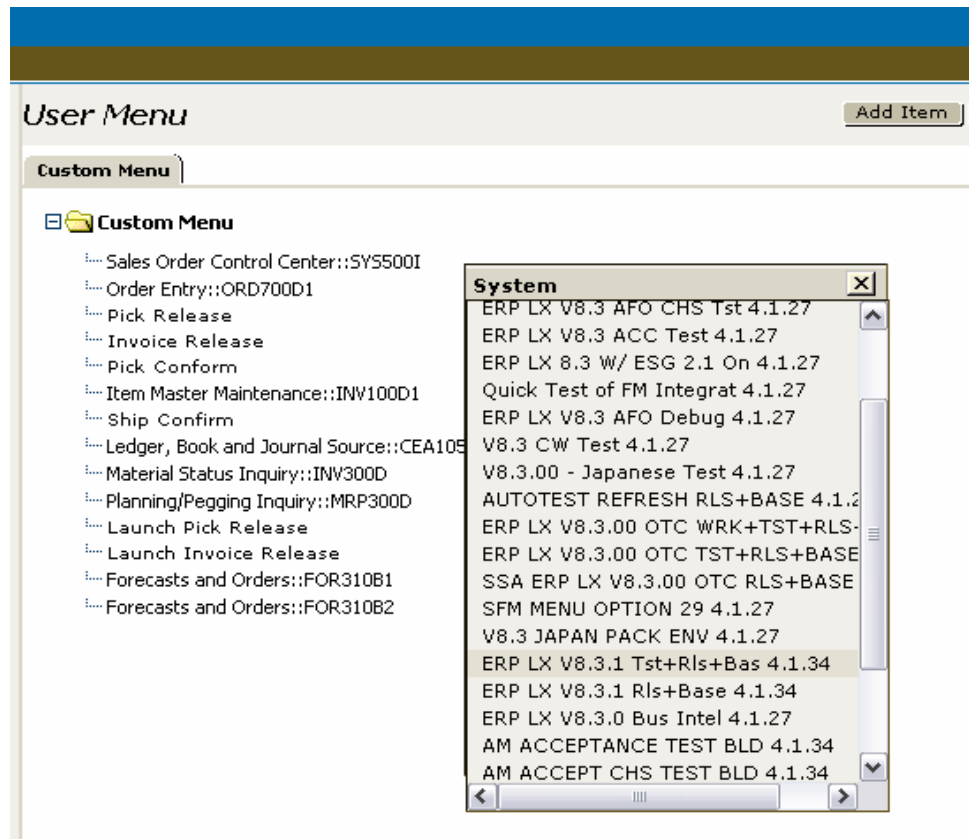 User Menu
Add Item
Custom Menu
Custom Menu
Sales Order Control Center::SYS500I
Order Entry::ORD700D1
Pick Release
Invoice Release
Pick Conform
Item Master Maintenance::INV100D1
Ship Confirm
Ledger, Book and Journal Source::CEA105
Material Status Inquiry::INV300D
Planning/Pegging Inquiry::MRP300D
Launch Pick Release
Launch Invoice Release
Forecasts and Orders::FOR310B1
Forecasts and Orders::FOR310B2
System
ERP LX V8.3 AFO CHS Tst 4.1.27
ERP LX V8.3 ACC Test 4.1.27
ERP LX 8.3 W/ ESG 2.1 On 4.1.27
Quick Test of FM Integrat 4.1.27
ERP LX V8.3 AFO Debug 4.1.27
V8.3 CW Test 4.1.27
V8.3.00 - Japanese Test 4.1.27
AUTOTEST REFRESH RLS+BASE 4.1.2
ERP LX V8.3.00 OTC WRK+TST+RLS-
ERP LX V8.3.00 OTC TST+RLS+BASE
SSA ERP LX V8.3.00 OTC RLS+BASE
SFM MENU OPTION 29 4.1.27
V8.3 JAPAN PACK ENV 4.1.27
ERP LX V8.3.1 Tst+Rls+Bas 4.1.34
ERP LX V8.3.1 Rls+Base 4.1.34
ERP LX V8.3.0 Bus Intel 4.1.27
AM ACCEPTANCE TEST BLD 4.1.34
AM ACCEPT CHS TEST BLD 4.1.34